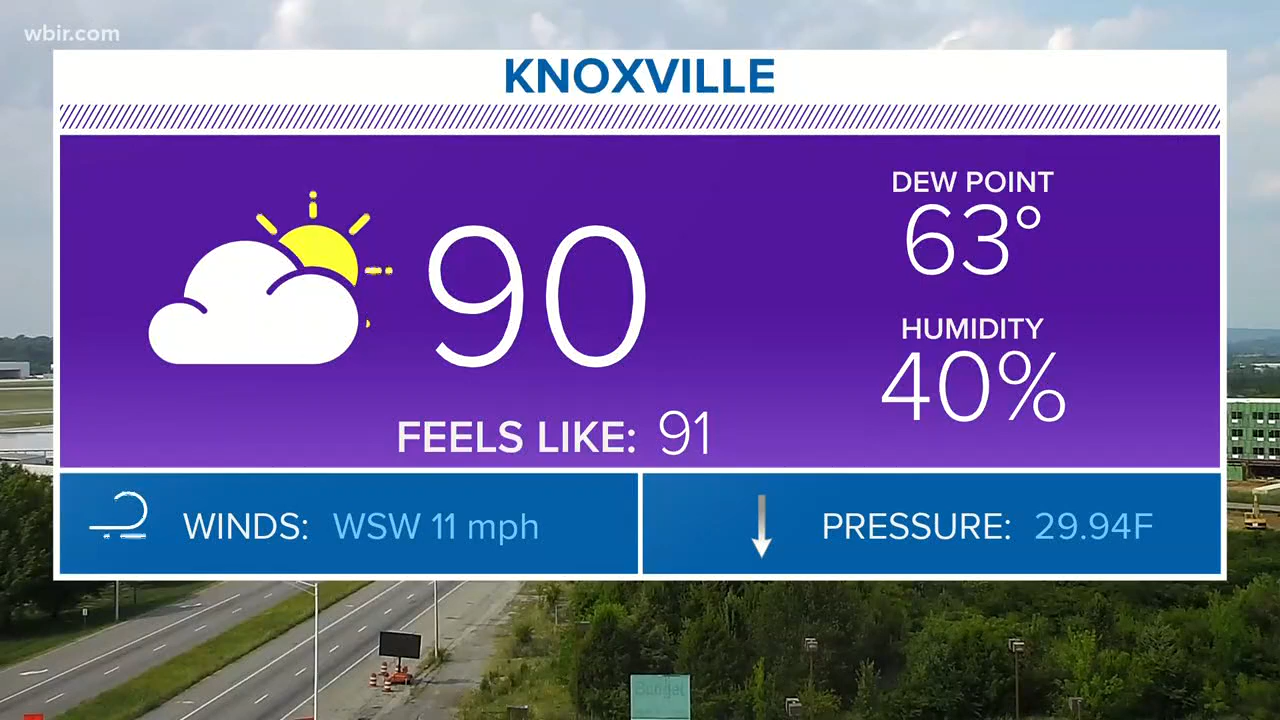 wbir.com
KNOXVILLE
90
FEELS LIKE: 91
DEW POINT
63°
HUMIDITY
40%
WINDS: WSW 11 mph
PRESSURE: 29.94F
Budget